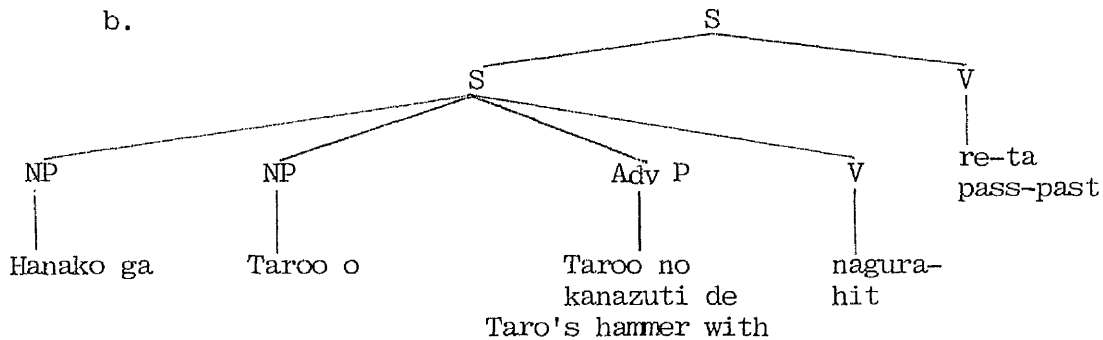 b.
S
S V
NP NP Adv P V re-ta
pass-past
Hanako ga Taroo o Taroo no nagura-
kanazuti de hit
Taro's hammer with